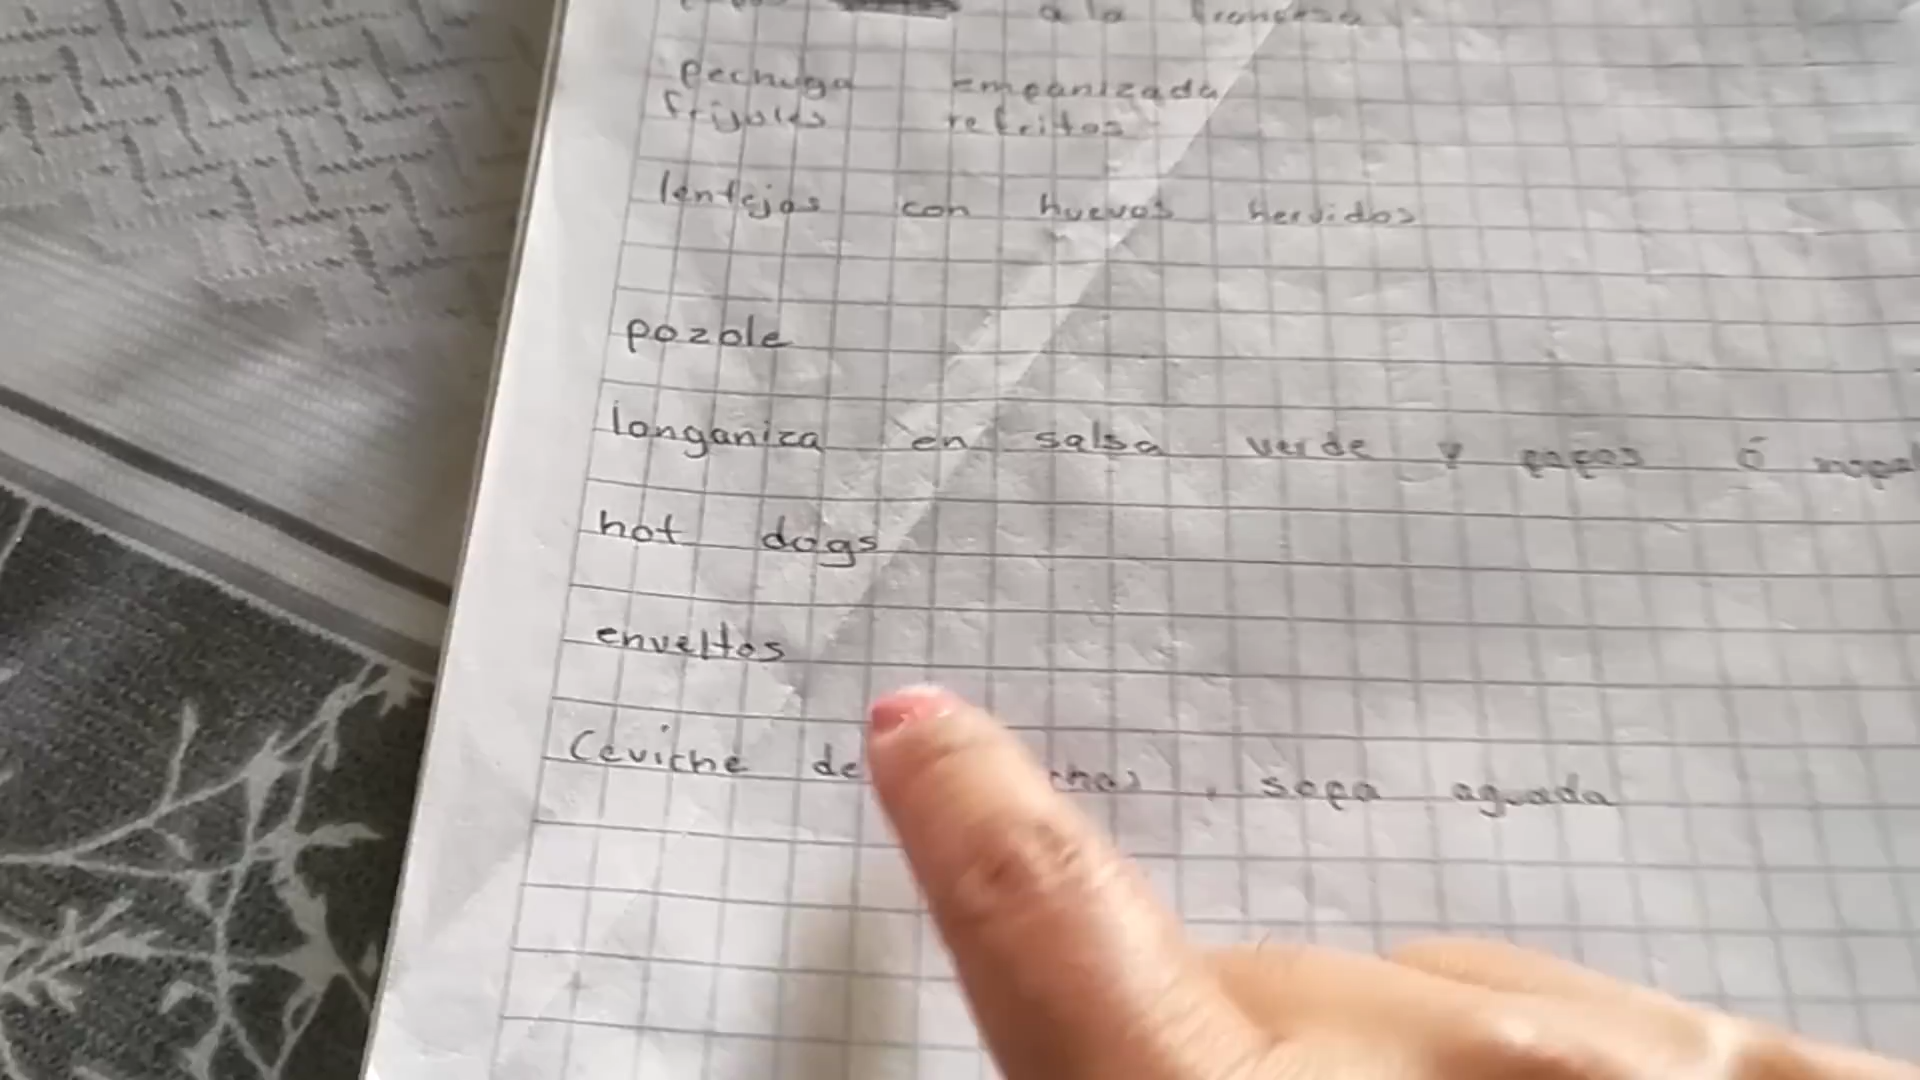 a la francesa
pechuga empanizada
frijoles refritos
lentejas con huevos hervidos
pozole
longaniza en salsa verde y papas ó
hot dogs
enveltos
Ceviche de , sopa aguada